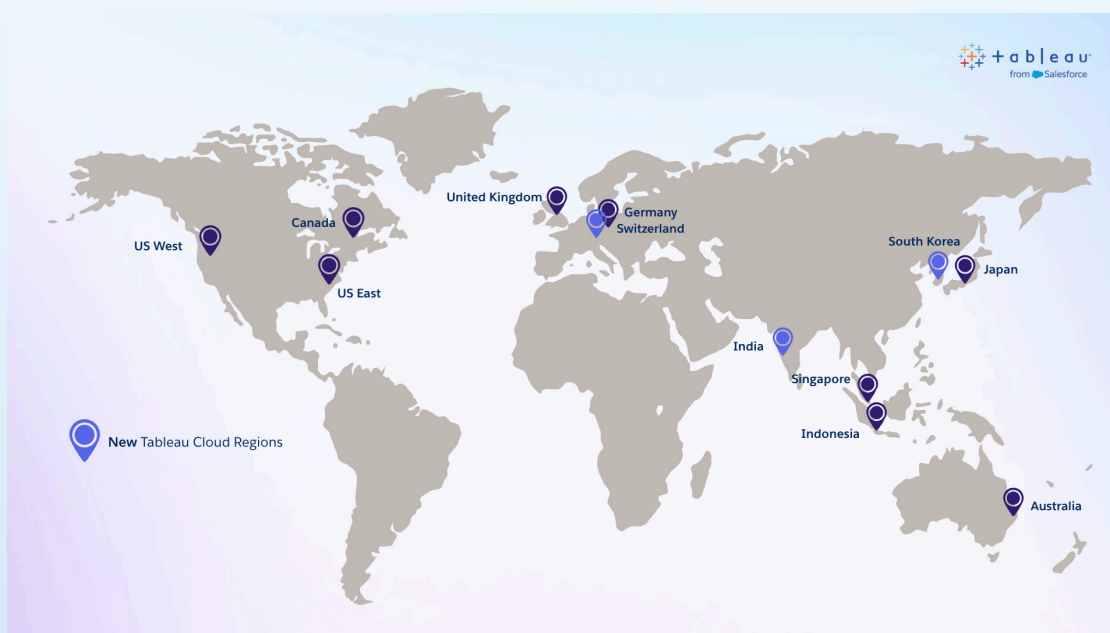 + a b l e a u
from Salesforce
United Kingdom
Canada
Germany
Switzerland
US West
South Korea
Japan
US East
India
Singapore
Indonesia
New Tableau Cloud Regions
Australia